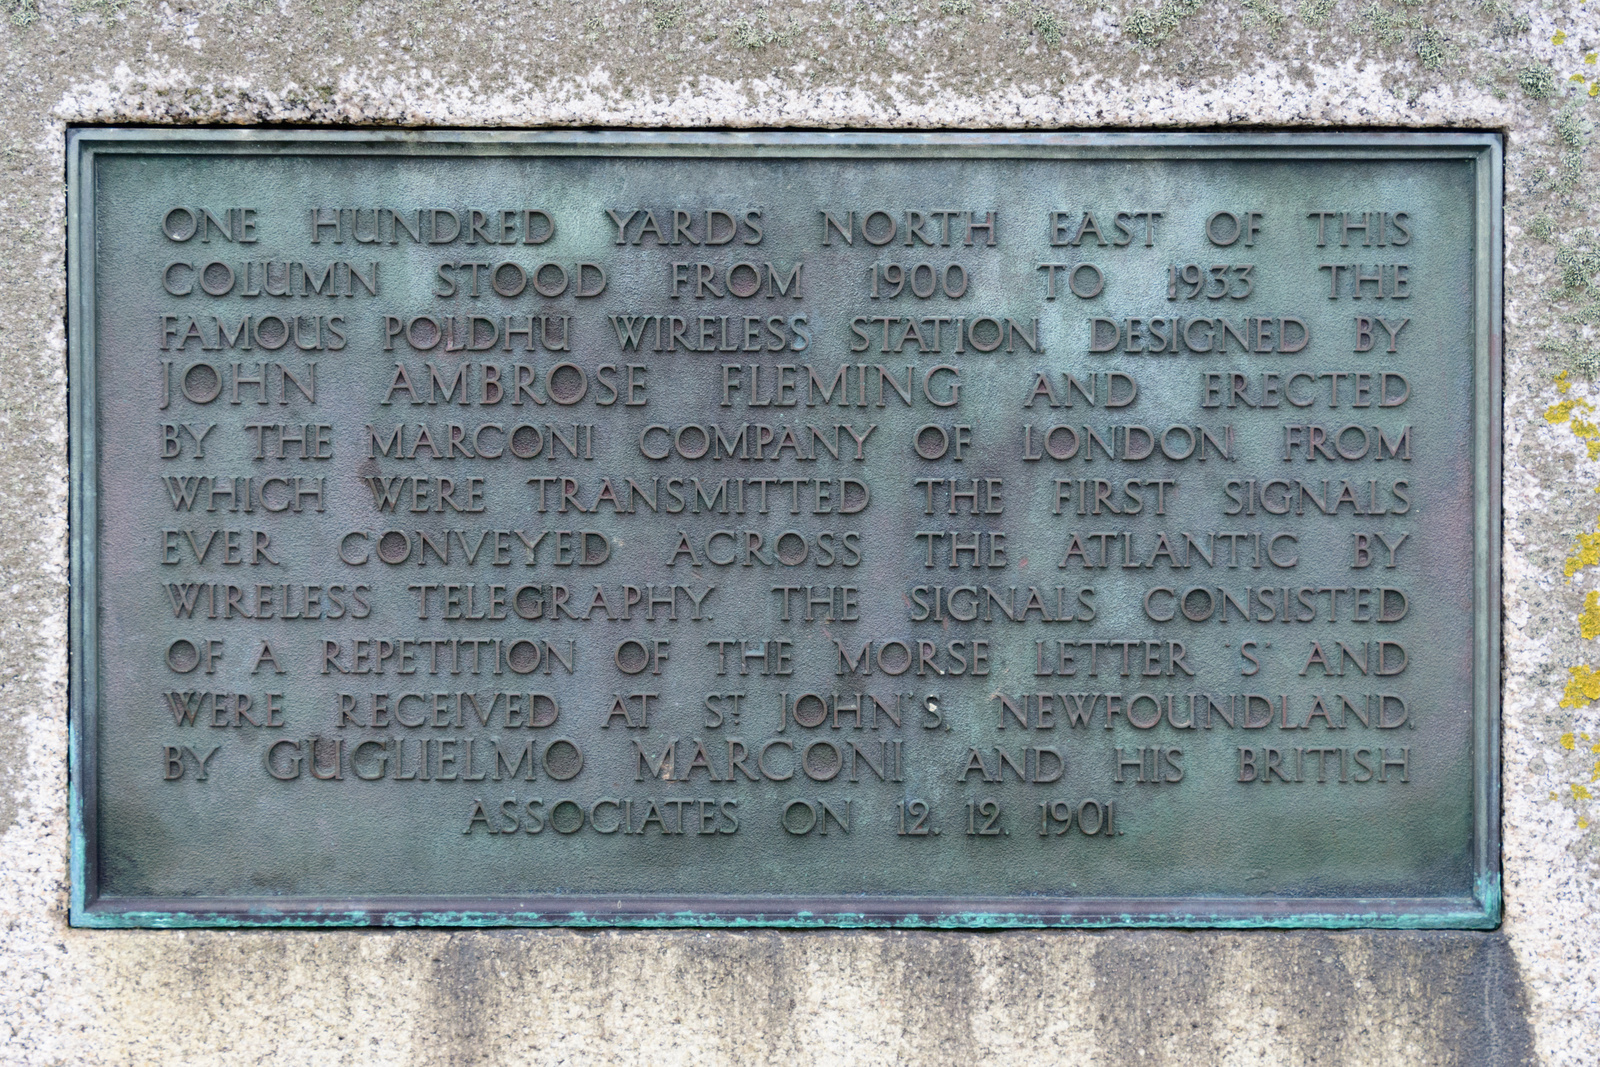 ONE HUNDRED YARDS NORTH EAST OF THIS
COLUMN STOOD FROM 1900 TO 1933 THE
FAMOUS POLDHU WIRELESS STATION DESIGNED BY
JOHN AMBROSE FLEMING AND ERECTED
BY THE MARCONI COMPANY OF LONDON FROM
WHICH WERE TRANSMITTED THE FIRST SIGNALS
EVER CONVEYED ACROSS THE ATLANTIC BY
WIRELESS TELEGRAPHY. THE SIGNALS CONSISTED
OF A REPETITION OF THE MORSE LETTER 'S' AND
WERE RECEIVED AT ST. JOHN'S, NEWFOUNDLAND,
BY GUGLIELMO MARCONI AND HIS BRITISH
ASSOCIATES ON 12. 12. 1901.